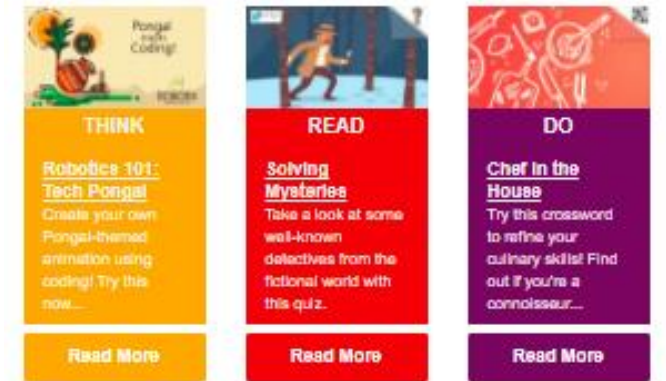 Pongal
Coding!
THINK
Robotics 101:
Tech Pongal
Create your own
Pongal-themed
animation using
coding! Try this
now...
Read More
READ
Solving
Mysteries
Take a look at some
well-known
detectives from the
fictional world with
this quiz.
Read More
DO
Chef in the
House
Try this crossword
to refine your
culinary skills! Find
out if you're a
connoisseur...
Read More